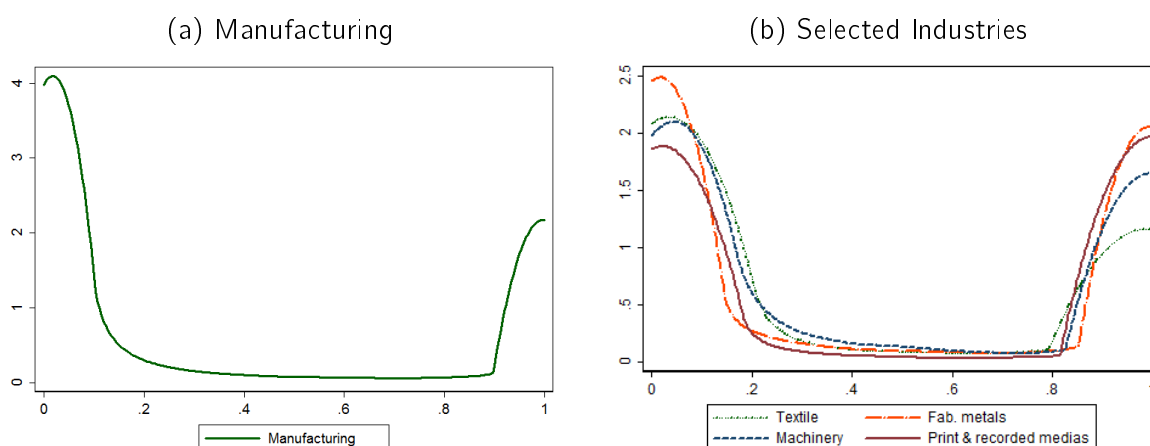 (a) Manufacturing
4
3
2
1
0
0 .2 .4 .6 .8 1
Manufacturing
(b) Selected Industries
2.5
2
1.5
1
.5
0
0 .2 .4 .6 .8 1
Textile Fab. metals
Machinery Print & recorded medias